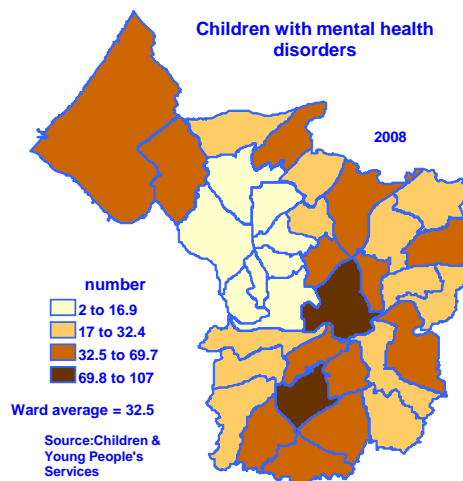 Children with mental health
disorders
2008
number
2 to 16.9
17 to 32.4
32.5 to 69.7
69.8 to 107
Ward average = 32.5
Source:Children &
Young People's
Services